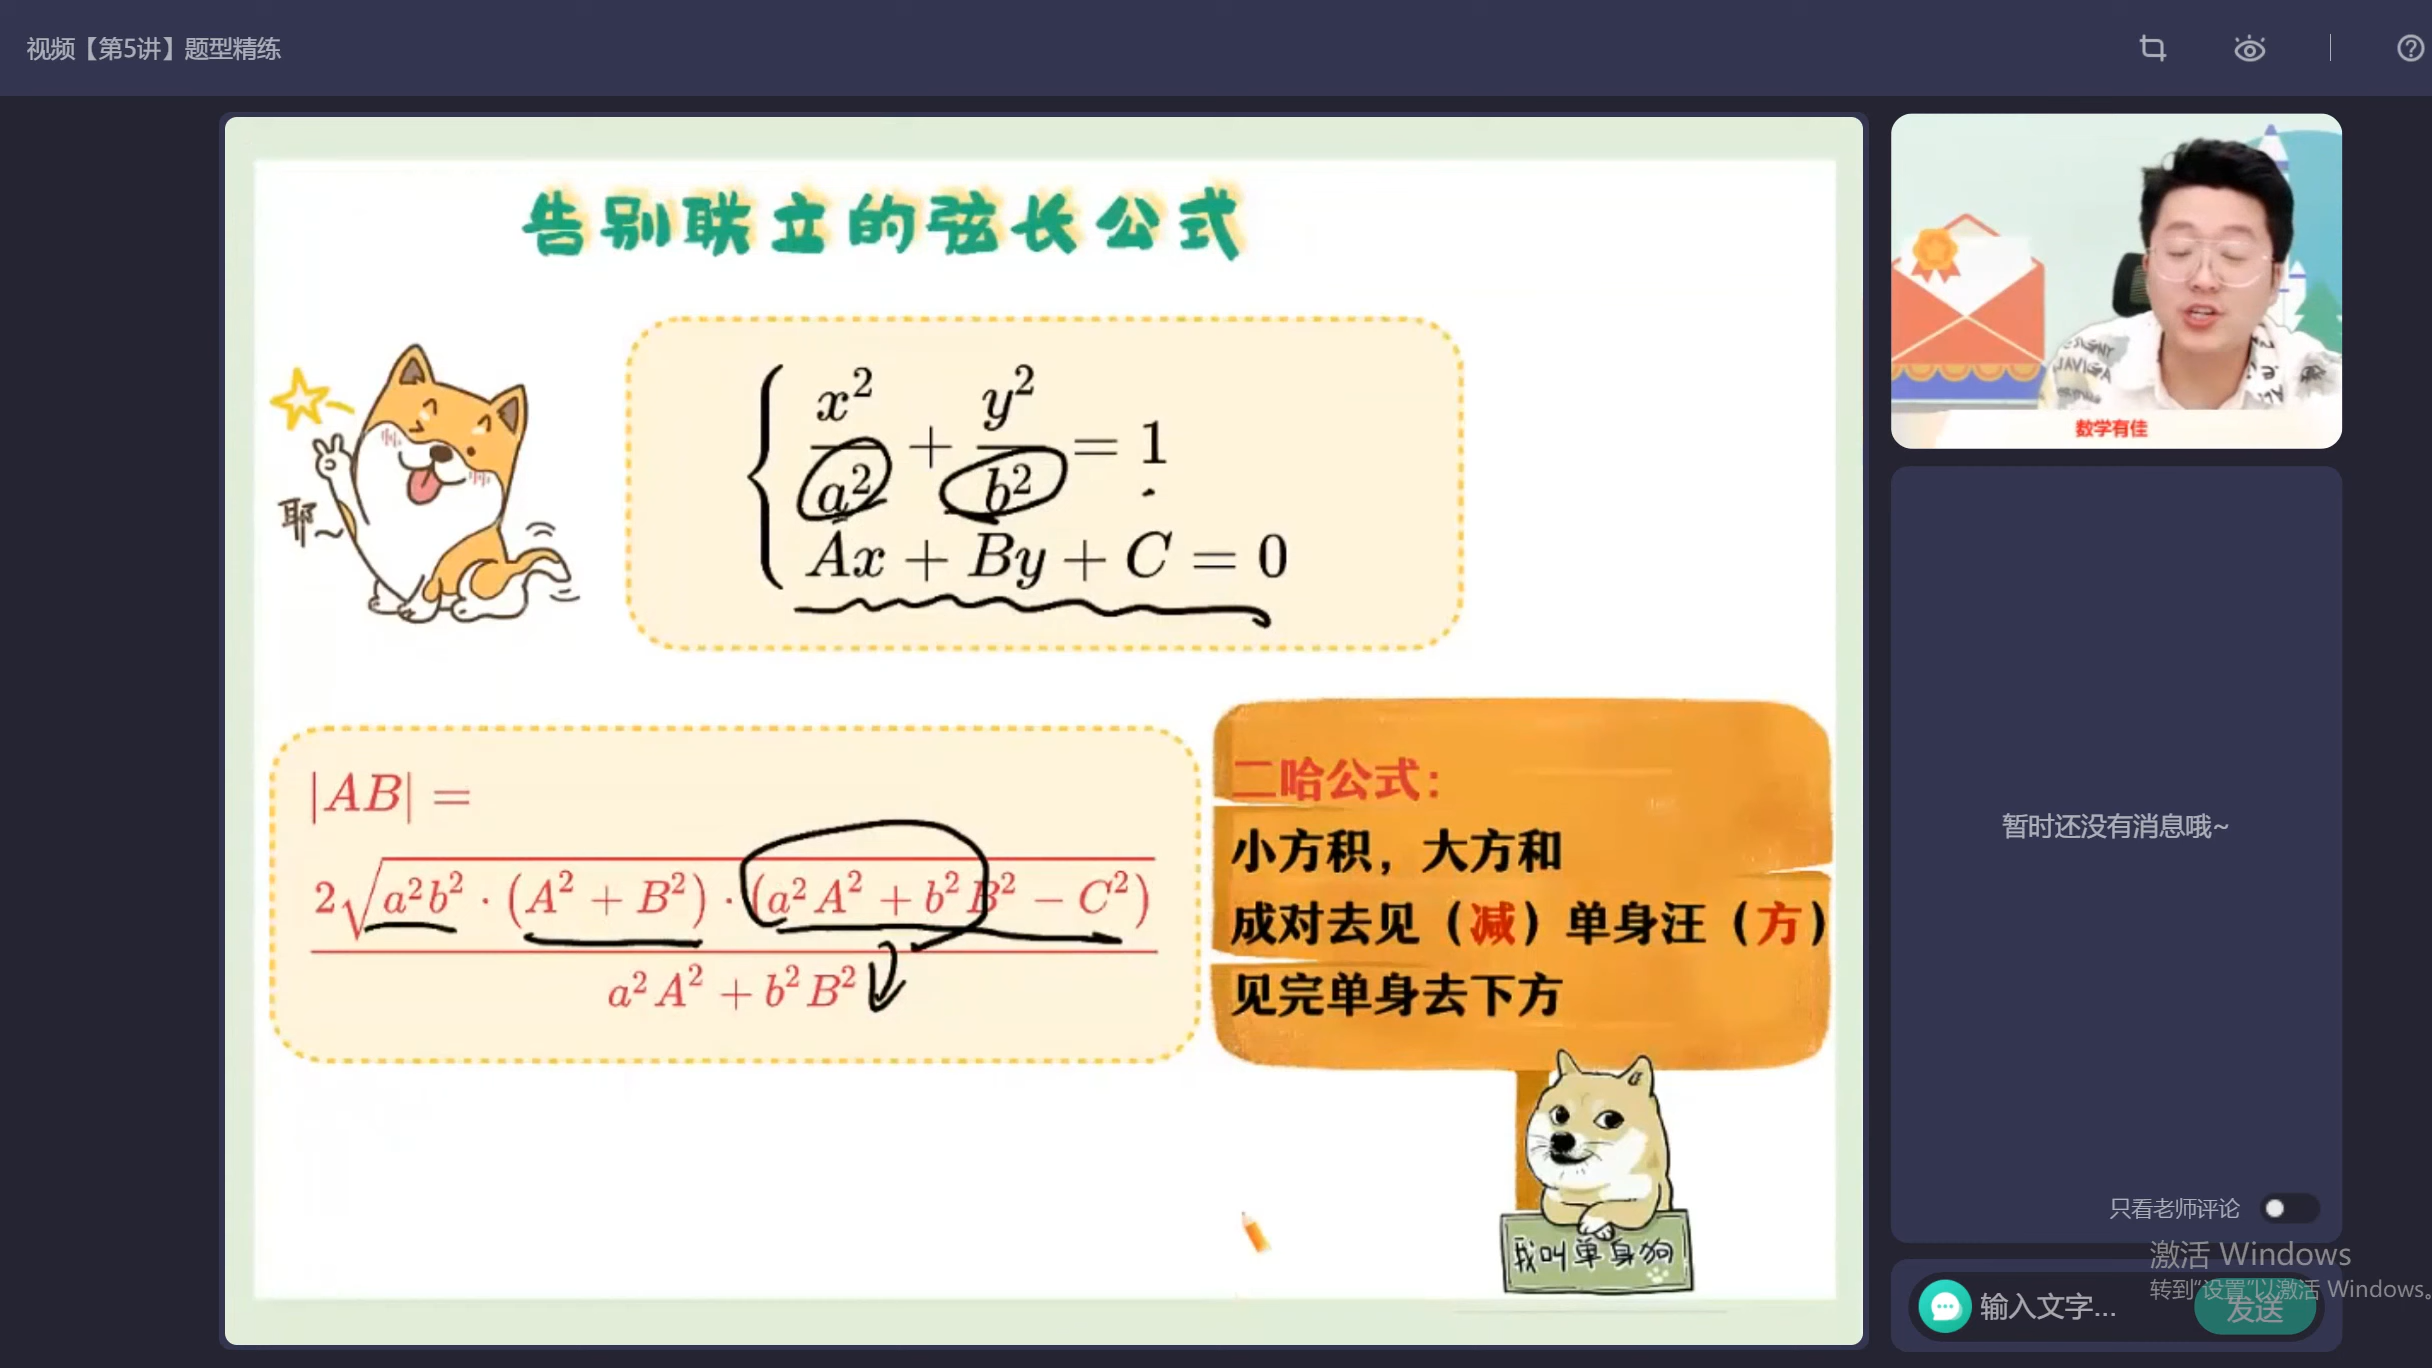 视频【第5讲】题型精练
告别联立的弦长公式
耶~
x²/a² + y²/b² = 1
Ax + By + C = 0
|AB| =
2√(a²b² · (A² + B²) · (a²A² + b²B² − C²))
a²A² + b²B²
二哈公式：
小方积，大方和
成对去见（减）单身汪（方）
见完单身去下方
我叫单身狗
数学有佳
暂时还没有消息哦~
只看老师评论
激活 Windows
转到“设置”以激活 Windows。
输入文字...
发送